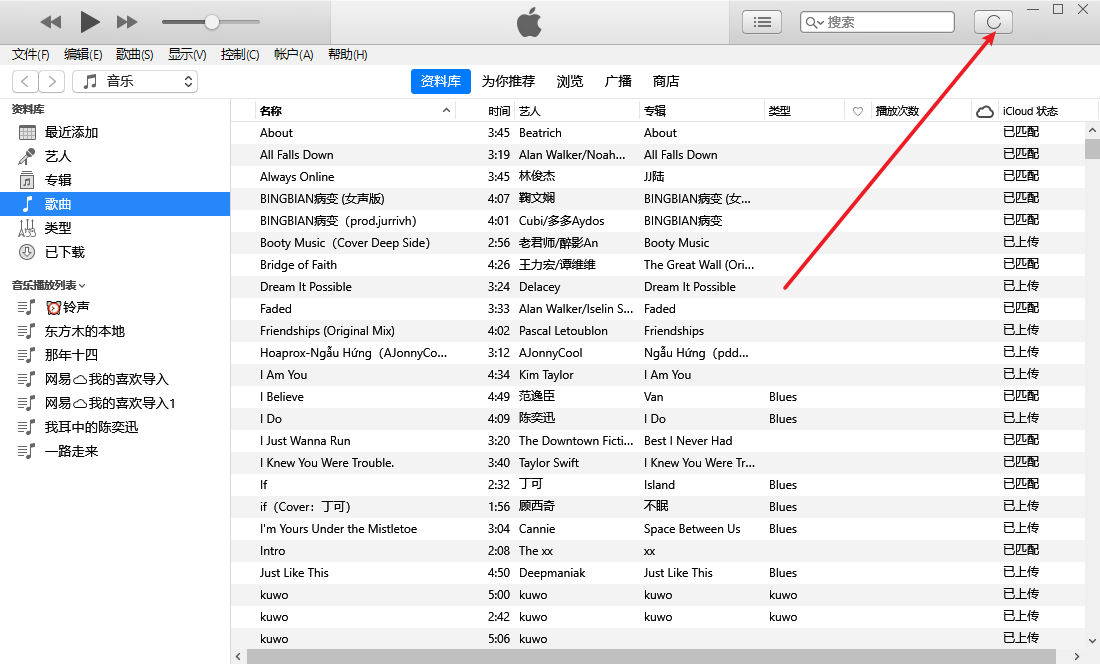 搜索
文件(F) 编辑(E) 歌曲(S) 显示(V) 控制(C) 帐户(A) 帮助(H)
音乐 资料库 为你推荐 浏览 广播 商店
资料库
最近添加
艺人
专辑
歌曲
类型
已下载
音乐播放列表
铃声
东方木的本地
那年十四
网易我的喜欢导入
网易我的喜欢导入1
我耳中的陈奕迅
一路走来
名称 时间 艺人 专辑 类型 播放次数 iCloud 状态
About 3:45 Beatrich About 已匹配
All Falls Down 3:19 Alan Walker/Noah... All Falls Down 已匹配
Always Online 3:45 林俊杰 JJ陆 已匹配
BINGBIAN病变 (女声版) 4:07 鞠文娴 BINGBIAN病变 (女... 已匹配
BINGBIAN病变（prod.jurrivh） 4:01 Cubi/多多Aydos BINGBIAN病变 已匹配
Booty Music（Cover Deep Side） 2:56 老君师/醉影An Booty Music 已上传
Bridge of Faith 4:26 王力宏/谭维维 The Great Wall (Ori... 已匹配
Dream It Possible 3:24 Delacey Dream It Possible 已上传
Faded 3:33 Alan Walker/Iselin S... Faded 已匹配
Friendships (Original Mix) 4:02 Pascal Letoublon Friendships 已上传
Hoaprox-Ngẫu Hứng（AJonnyCo... 3:12 AJonnyCool Ngẫu Hứng（pdd... 已上传
I Am You 4:34 Kim Taylor I Am You 已上传
I Believe 4:49 范逸臣 Van Blues 已匹配
I Do 4:09 陈奕迅 I Do Blues 已上传
I Just Wanna Run 3:20 The Downtown Ficti... Best I Never Had 已匹配
I Knew You Were Trouble. 3:40 Taylor Swift I Knew You Were Tr... 已匹配
If 2:32 丁可 Island Blues 已匹配
if（Cover：丁可） 1:56 顾西奇 不眠 Blues 已上传
I'm Yours Under the Mistletoe 3:04 Cannie Space Between Us Blues 已上传
Intro 2:08 The xx xx 已匹配
Just Like This 4:50 Deepmaniak Just Like This Blues 已上传
kuwo 5:00 kuwo kuwo kuwo 已上传
kuwo 2:42 kuwo kuwo kuwo 已上传
kuwo 5:06 kuwo 已上传